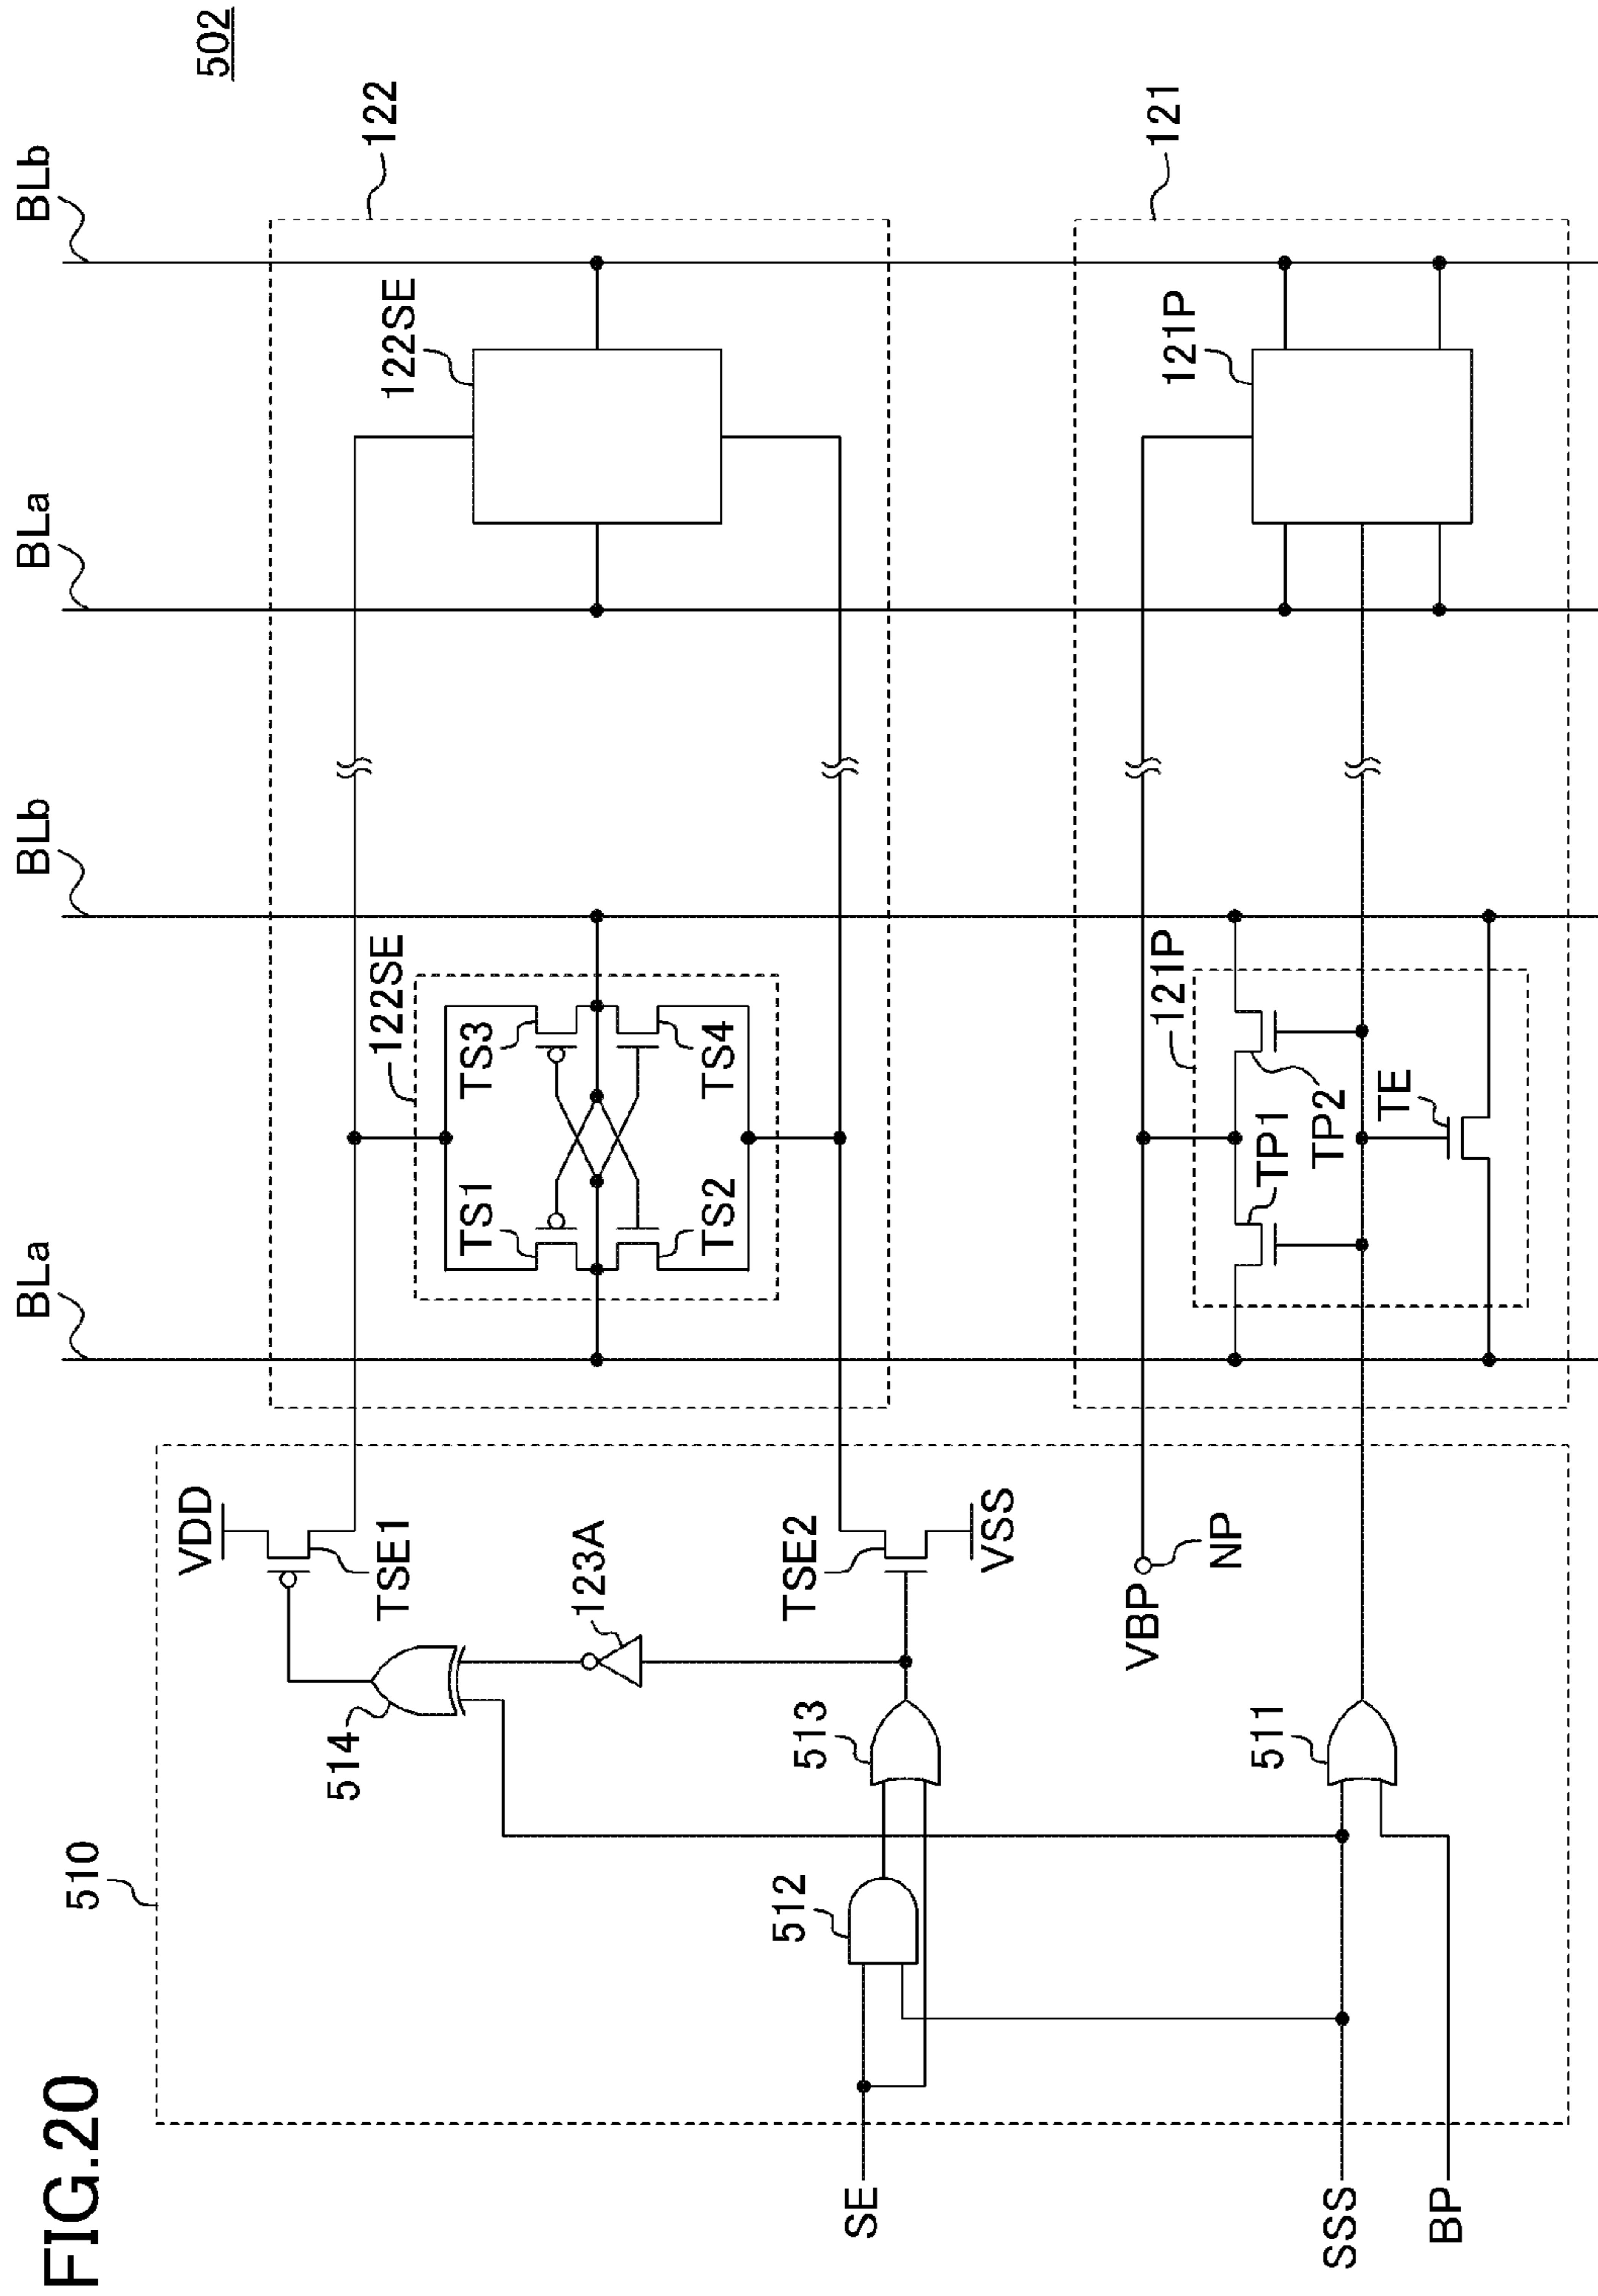 FIG.20
502
BLa
BLb
BLa
BLb
510
122
VDD
TSE1
514
123A
122SE
TS1
TS3
TS2
TS4
122SE
SE
512
513
TSE2
VSS
121
VBP
NP
121P
TP1
TP2
TE
121P
511
SSS
BP